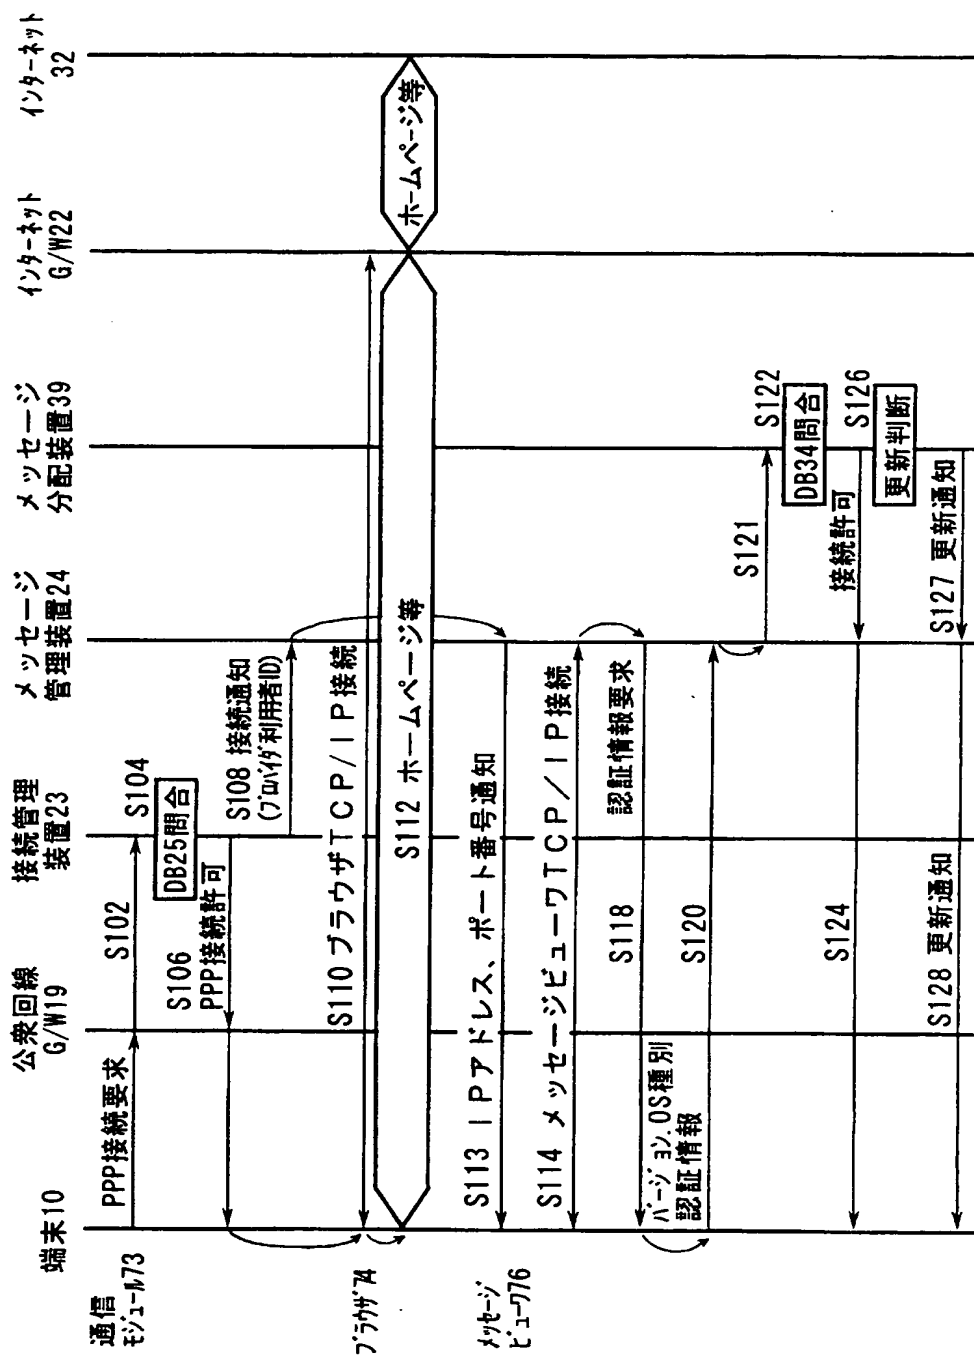 端末10
公衆回線
G/W19
接続管理
装置23
メッセージ
管理装置24
メッセージ
分配装置39
インターネット
G/W22
インターネット
32
通信
モジュール73
PPP接続要求
S102
S104
DB25問合
S106
PPP接続許可
S108 接続通知
(プロバイダ利用者ID)
ブラウザ74
S110 ブラウザTCP/IP接続
S112 ホームページ等
ホームページ等
メッセージ
ビューワ76
S113 IPアドレス、ポート番号通知
S114 メッセージビューワTCP/IP接続
S118
認証情報要求
バージョン.OS種別
認証情報
S120
S121
S122
DB34問合
S124
接続許可
S126
更新判断
S127 更新通知
S128 更新通知